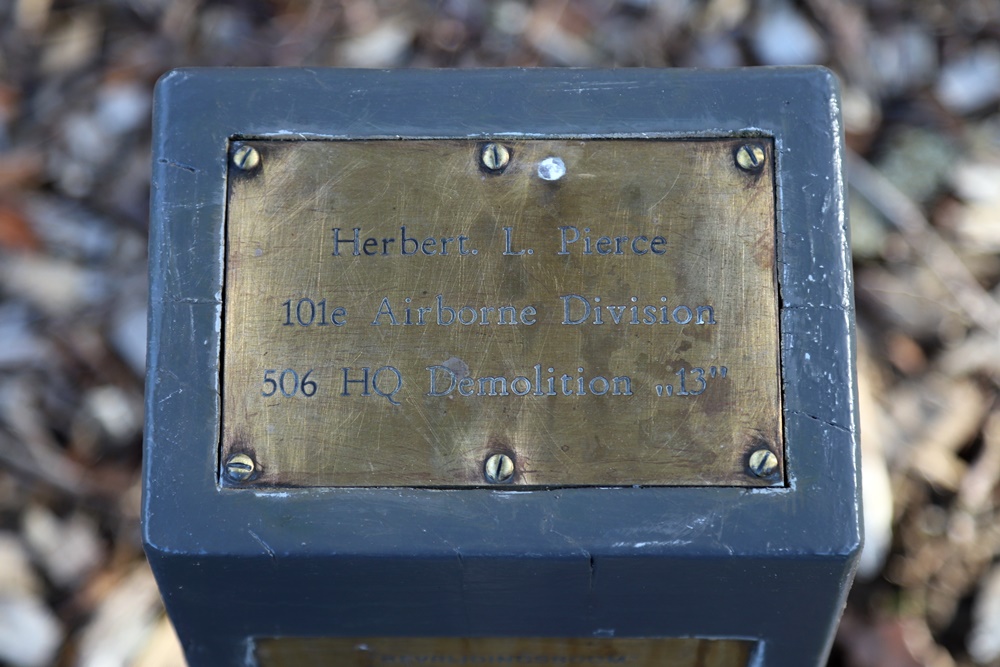 Herbert. L. Pierce
101e Airborne Division
506 HQ Demolition „13”